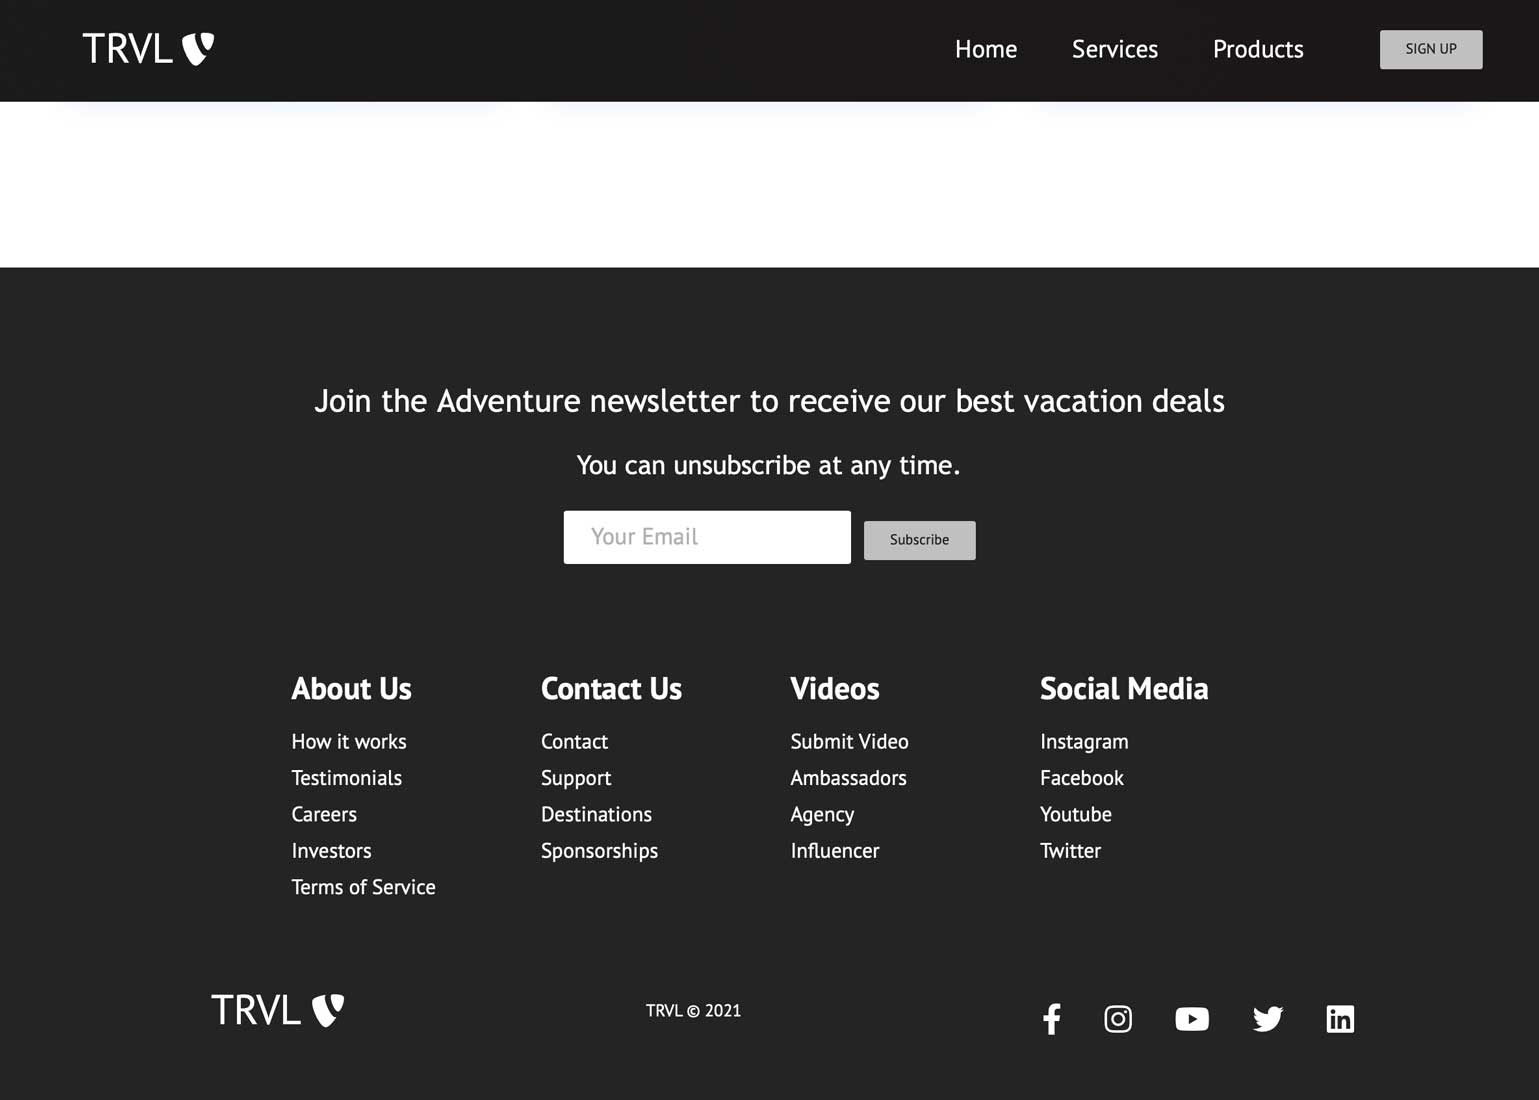 TRVL
Home Services Products SIGN UP
Join the Adventure newsletter to receive our best vacation deals
You can unsubscribe at any time.
Your Email Subscribe
About Us
How it works
Testimonials
Careers
Investors
Terms of Service
Contact Us
Contact
Support
Destinations
Sponsorships
Videos
Submit Video
Ambassadors
Agency
Influencer
Social Media
Instagram
Facebook
Youtube
Twitter
TRVL
TRVL © 2021